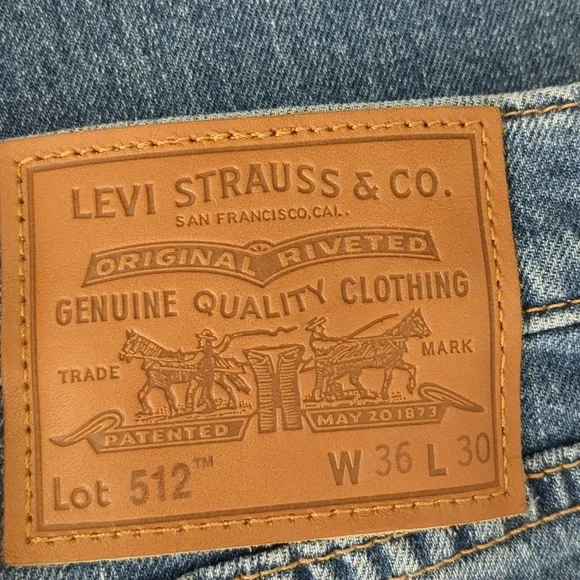 LEVI STRAUSS & CO.
SAN FRANCISCO, CAL.
ORIGINAL RIVETED
GENUINE QUALITY CLOTHING
TRADE MARK
PATENTED MAY 20 1873
Lot 512™ W 36 L 30